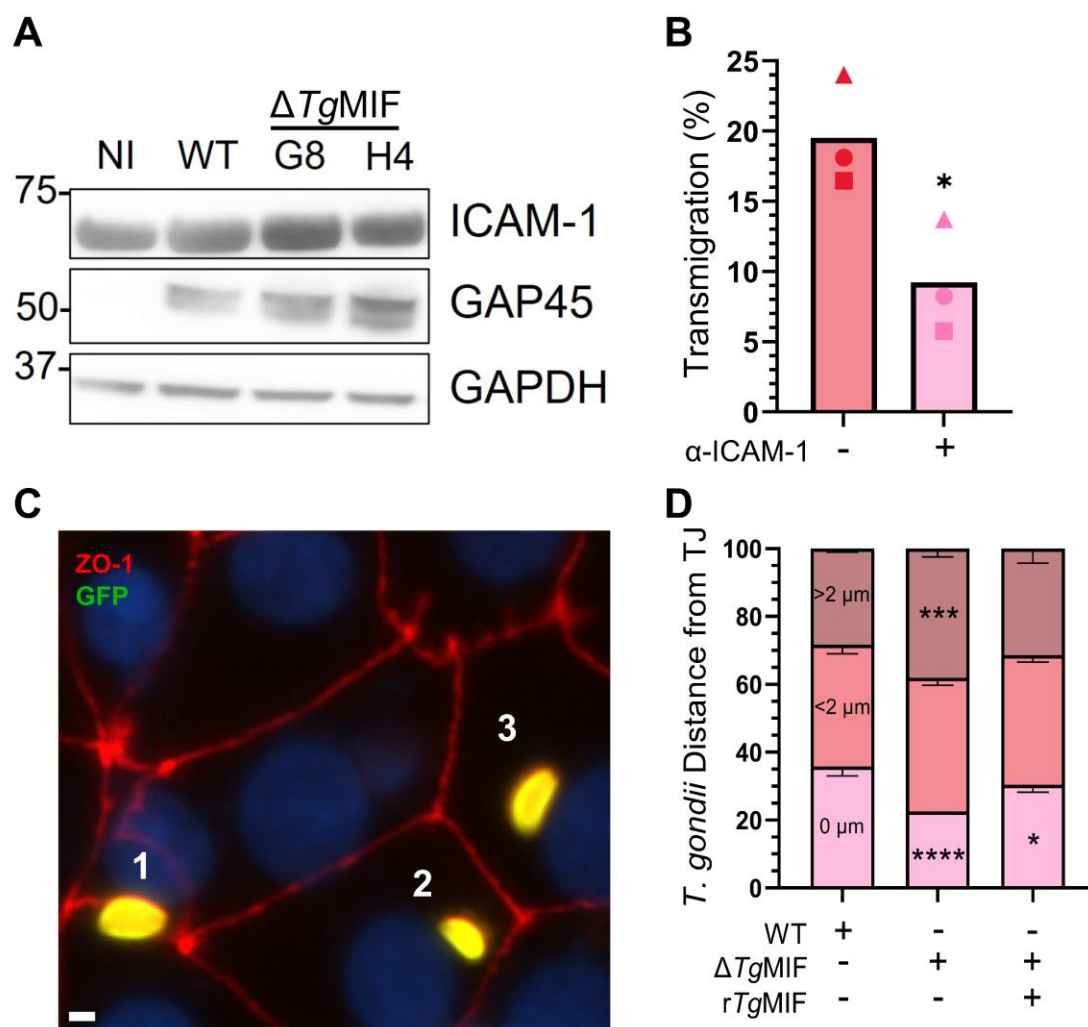 A
ΔTgMIF
NI WT G8 H4
75
ICAM-1
50
GAP45
37
GAPDH
B
Transmigration (%)
25
20
15
10
5
0
*
α-ICAM-1 - +
C
ZO-1
GFP
1
2
3
D
T. gondii Distance from TJ
100
80
60
40
20
0
>2 µm
<2 µm
0 µm
***
****
*
WT + - -
ΔTgMIF - + +
rTgMIF - - +